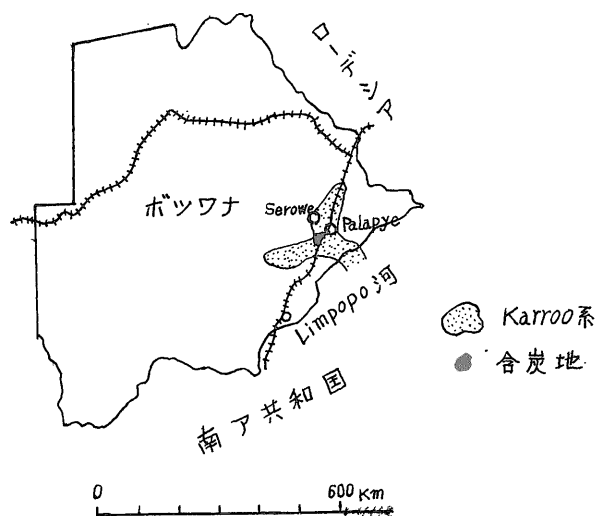 ローデシア
ボツワナ
Serowe
Palapye
Limpopo河
Karroo系
含炭地
南ア共和国
0 600 Km